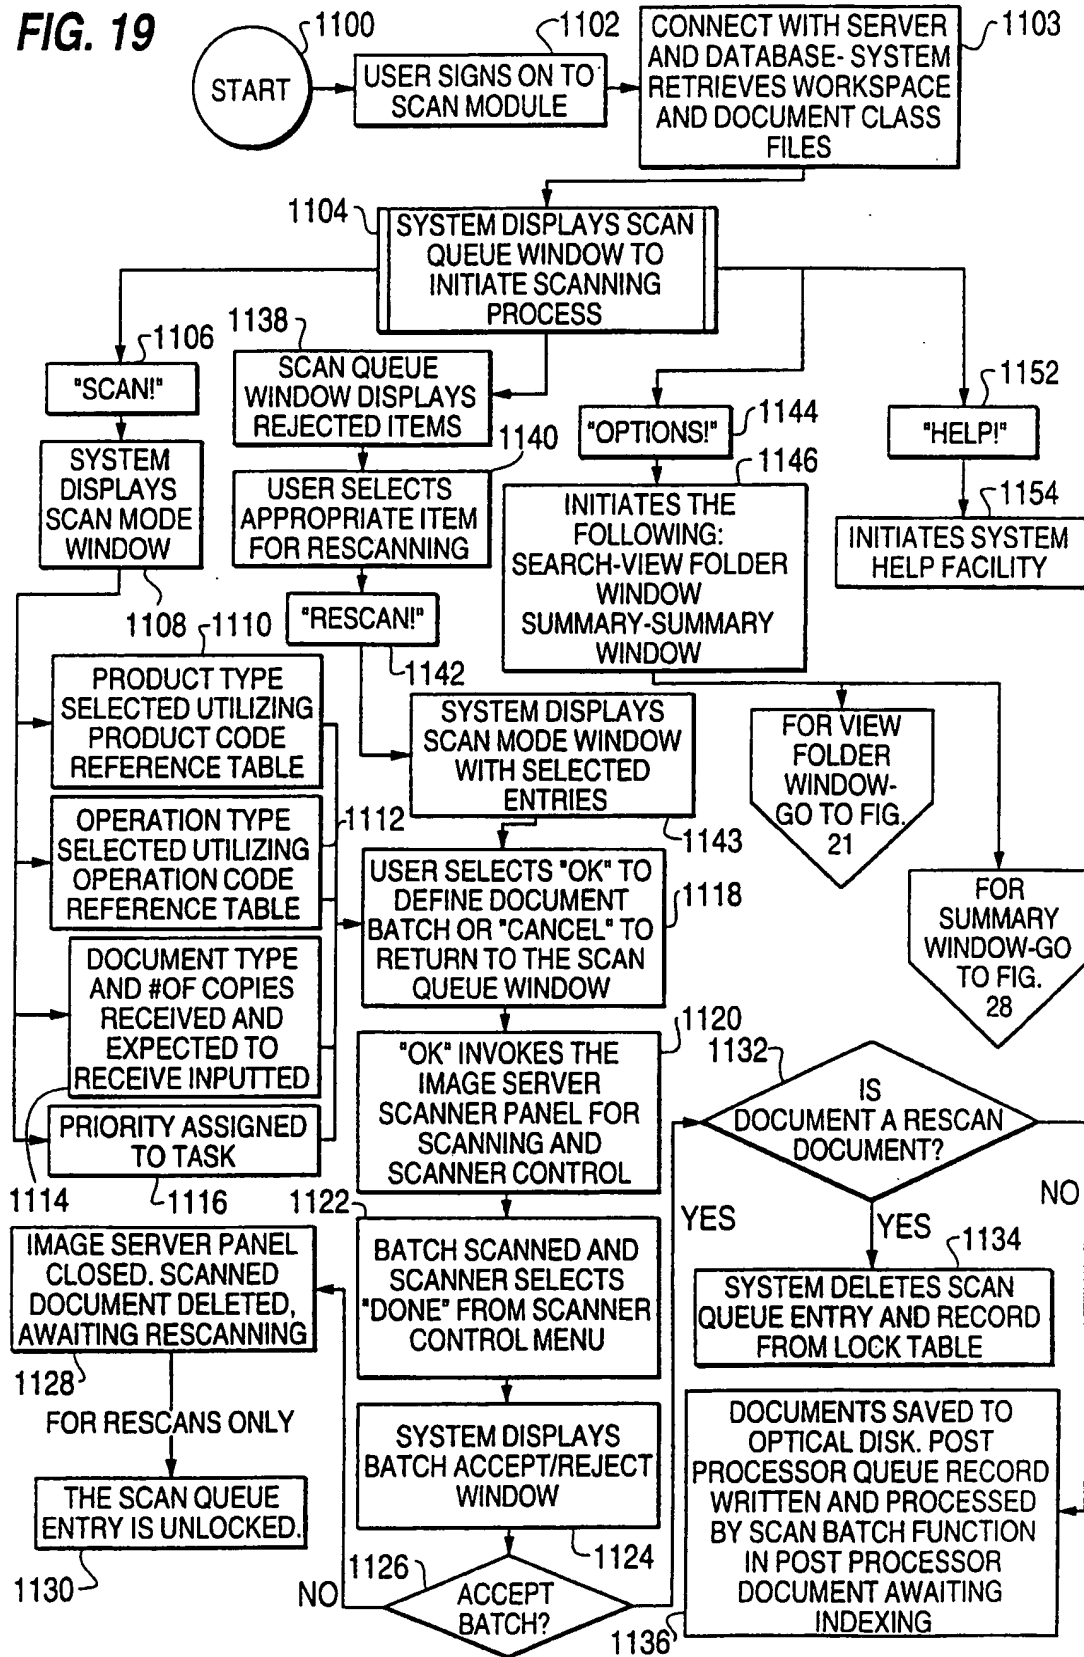 FIG. 19
1100
START
1102
USER SIGNS ON TO
SCAN MODULE
1103
CONNECT WITH SERVER
AND DATABASE- SYSTEM
RETRIEVES WORKSPACE
AND DOCUMENT CLASS
FILES
1104
SYSTEM DISPLAYS SCAN
QUEUE WINDOW TO
INITIATE SCANNING
PROCESS
1106
"SCAN!"
SYSTEM
DISPLAYS
SCAN MODE
WINDOW
1108
1138
SCAN QUEUE
WINDOW DISPLAYS
REJECTED ITEMS
1140
USER SELECTS
APPROPRIATE ITEM
FOR RESCANNING
"RESCAN!"
1142
1144
"OPTIONS!"
1146
INITIATES THE
FOLLOWING:
SEARCH-VIEW FOLDER
WINDOW
SUMMARY-SUMMARY
WINDOW
1152
"HELP!"
1154
INITIATES SYSTEM
HELP FACILITY
1110
PRODUCT TYPE
SELECTED UTILIZING
PRODUCT CODE
REFERENCE TABLE
1112
OPERATION TYPE
SELECTED UTILIZING
OPERATION CODE
REFERENCE TABLE
DOCUMENT TYPE
AND #OF COPIES
RECEIVED AND
EXPECTED TO
RECEIVE INPUTTED
1114
PRIORITY ASSIGNED
TO TASK
1116
SYSTEM DISPLAYS
SCAN MODE WINDOW
WITH SELECTED
ENTRIES
1143
FOR VIEW
FOLDER
WINDOW-
GO TO FIG.
21
FOR
SUMMARY
WINDOW-GO
TO FIG.
28
USER SELECTS "OK" TO
DEFINE DOCUMENT
BATCH OR "CANCEL" TO
RETURN TO THE SCAN
QUEUE WINDOW
1118
1120
"OK" INVOKES THE
IMAGE SERVER
SCANNER PANEL FOR
SCANNING AND
SCANNER CONTROL
1122
BATCH SCANNED AND
SCANNER SELECTS
"DONE" FROM SCANNER
CONTROL MENU
SYSTEM DISPLAYS
BATCH ACCEPT/REJECT
WINDOW
1124
1126
ACCEPT
BATCH?
NO
YES
IMAGE SERVER PANEL
CLOSED. SCANNED
DOCUMENT DELETED,
AWAITING RESCANNING
1128
FOR RESCANS ONLY
THE SCAN QUEUE
ENTRY IS UNLOCKED.
1130
1132
IS
DOCUMENT A RESCAN
DOCUMENT?
YES
NO
1134
SYSTEM DELETES SCAN
QUEUE ENTRY AND RECORD
FROM LOCK TABLE
DOCUMENTS SAVED TO
OPTICAL DISK. POST
PROCESSOR QUEUE RECORD
WRITTEN AND PROCESSED
BY SCAN BATCH FUNCTION
IN POST PROCESSOR
DOCUMENT AWAITING
INDEXING
1136